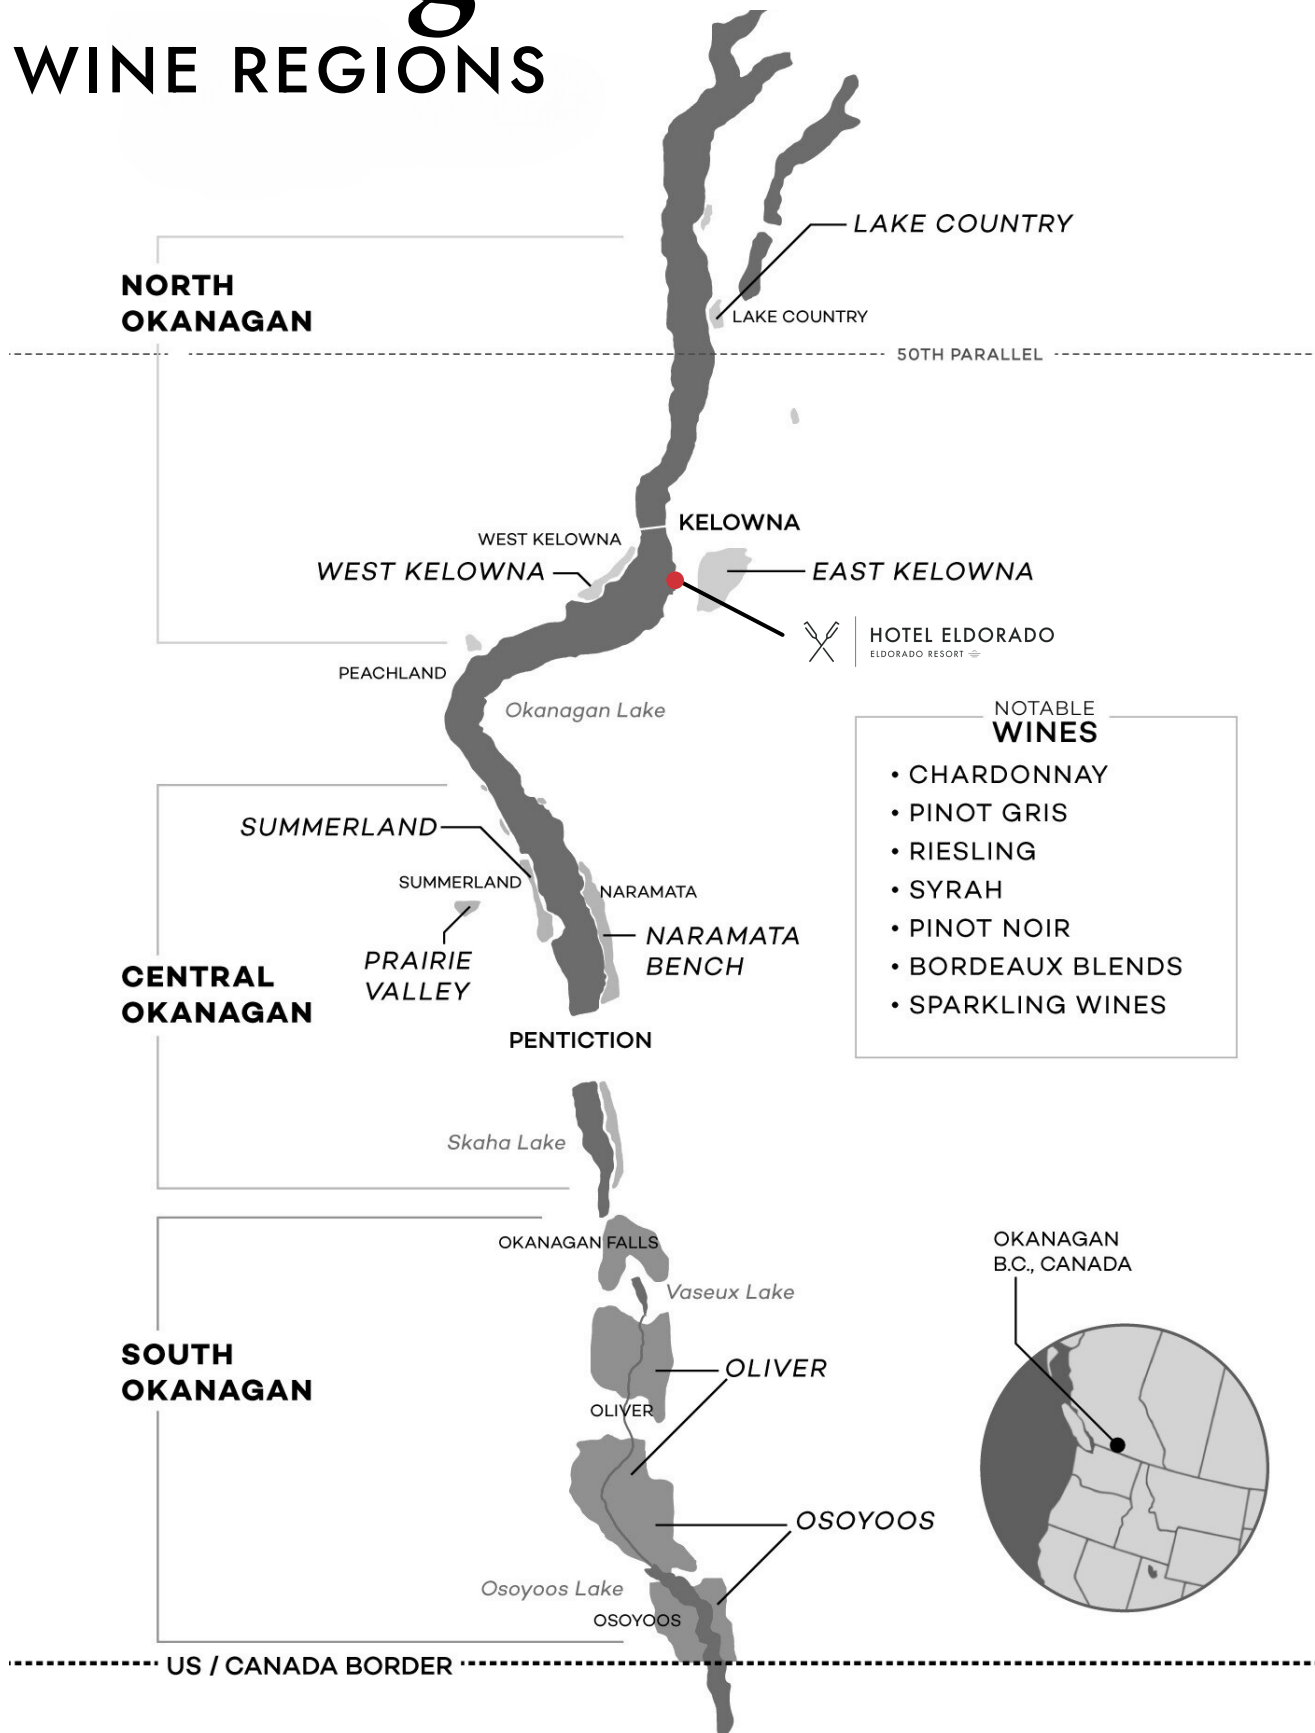 WINE REGIONS
LAKE COUNTRY
NORTH
OKANAGAN
LAKE COUNTRY
50TH PARALLEL
KELOWNA
WEST KELOWNA
WEST KELOWNA
EAST KELOWNA
HOTEL ELDORADO
ELDORADO RESORT
PEACHLAND
Okanagan Lake
NOTABLE
WINES
• CHARDONNAY
• PINOT GRIS
• RIESLING
• SYRAH
• PINOT NOIR
• BORDEAUX BLENDS
• SPARKLING WINES
SUMMERLAND
SUMMERLAND
NARAMATA
NARAMATA
BENCH
PRAIRIE
VALLEY
CENTRAL
OKANAGAN
PENTICTION
Skaha Lake
OKANAGAN FALLS
OKANAGAN
B.C., CANADA
Vaseux Lake
SOUTH
OKANAGAN
OLIVER
OLIVER
OSOYOOS
Osoyoos Lake
OSOYOOS
US / CANADA BORDER